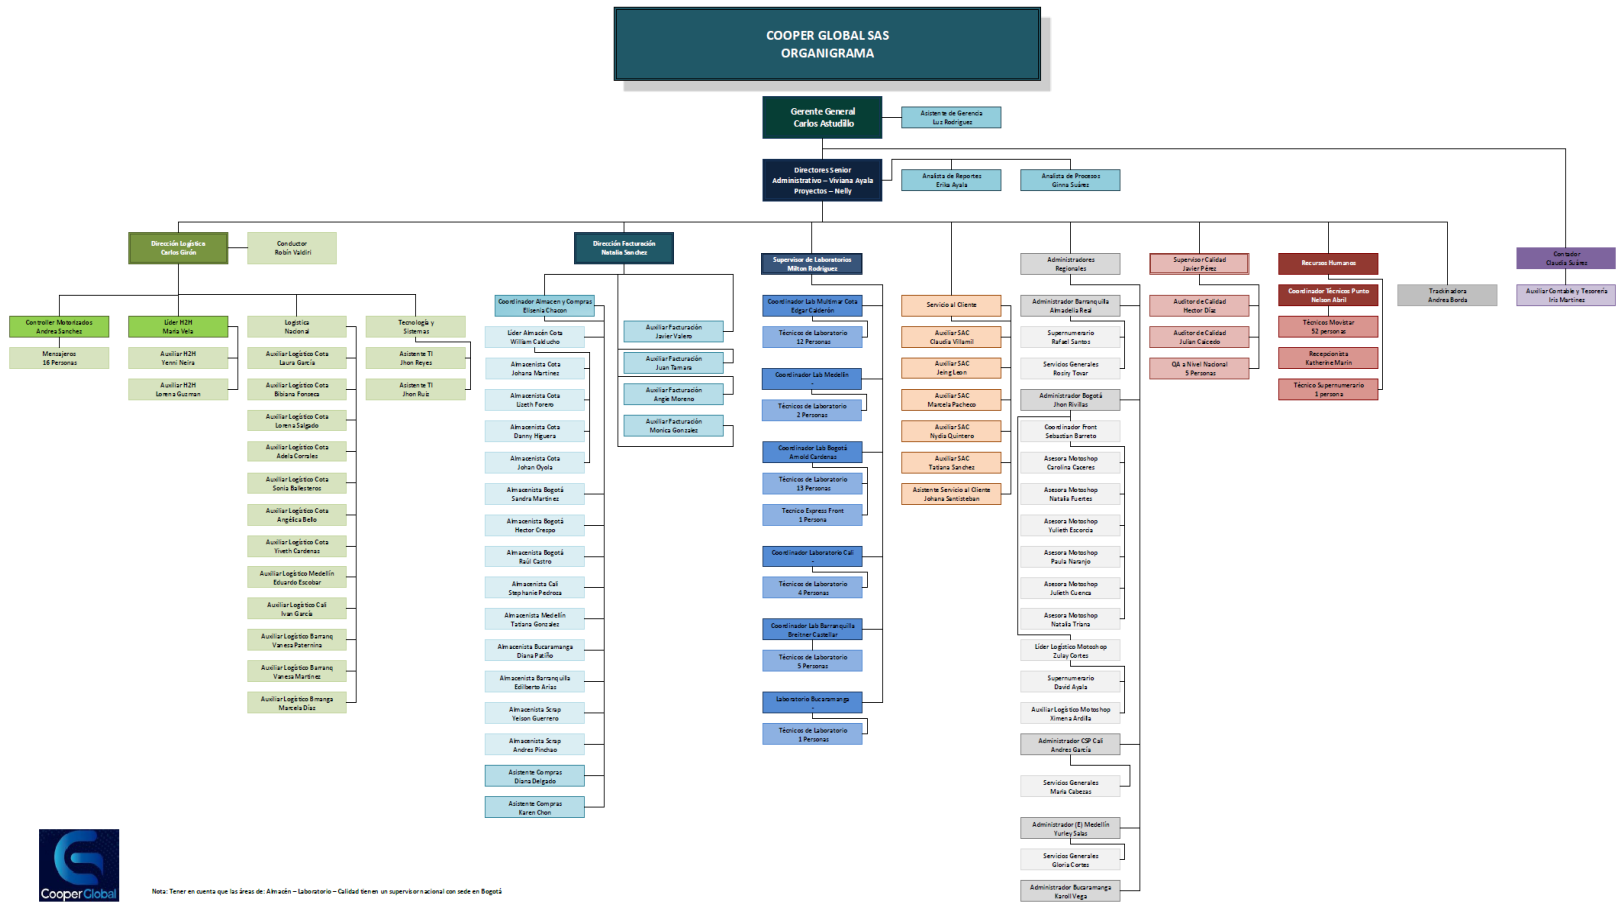 COOPER GLOBAL SAS
ORGANIGRAMA
Gerente General
Carlos Astudillo
Asistente de Gerencia
Luz Rodriguez
Directores Senior
Administrativo – Viviana Ayala
Proyectos – Nelly
Analista de Reportes
Erika Ayala
Analista de Procesos
Ginna Suárez
Dirección Logística
Carlos Girón
Conductor
Robin Valdiri
Controller Motorizados
Andrea Sanchez
Mensajeros
16 Personas
Líder H2H
Maria Vela
Auxiliar H2H
Yenni Neira
Auxiliar H2H
Lorena Guzman
Logística
Nacional
Auxiliar Logístico Cota
Laura García
Auxiliar Logístico Cota
Bibiana Fonseca
Auxiliar Logístico Cota
Lorena Salgado
Auxiliar Logístico Cota
Adela Corrales
Auxiliar Logístico Cota
Sonia Ballesteros
Auxiliar Logístico Cota
Angélica Bello
Auxiliar Logístico Cota
Yiveth Cardenas
Auxiliar Logístico Medellín
Eduardo Escobar
Auxiliar Logístico Cali
Ivan García
Auxiliar Logístico Barranq
Vanesa Paternina
Auxiliar Logístico Barranq
Vanesa Martinez
Auxiliar Logístico Bmanga
Marcela Díaz
Tecnología y
Sistemas
Asistente TI
Jhon Reyes
Asistente TI
Jhon Ruiz
Dirección Facturación
Natalia Sanchez
Coordinador Almacen y Compras
Elisenia Chacon
Líder Almacén Cota
William Calducho
Almacenista Cota
Johana Martinez
Almacenista Cota
Lizeth Forero
Almacenista Cota
Danny Higuera
Almacenista Cota
Johan Oyola
Almacenista Bogotá
Sandra Martinez
Almacenista Bogotá
Hector Crespo
Almacenista Bogotá
Raúl Castro
Almacenista Cali
Stephanie Pedroza
Almacenista Medellín
Tatiana Gonzalez
Almacenista Bucaramanga
Diana Patiño
Almacenista Barranquilla
Edilberto Arias
Almacenista Scrap
Yeison Guerrero
Almacenista Scrap
Andres Pinchao
Asistente Compras
Diana Delgado
Asistente Compras
Karen Chon
Auxiliar Facturación
Javier Valero
Auxiliar Facturación
Juan Tamara
Auxiliar Facturación
Angie Moreno
Auxiliar Facturación
Monica Gonzalez
Supervisor de Laboratorios
Milton Rodriguez
Coordinador Lab Multimar Cota
Edgar Calderón
Técnicos de Laboratorio
12 Personas
Coordinador Lab Medellín
-
Técnicos de Laboratorio
2 Personas
Coordinador Lab Bogotá
Arnold Cardenas
Técnicos de Laboratorio
13 Personas
Tecnico Express Front
1 Persona
Coordinador Laboratorio Cali
-
Técnicos de Laboratorio
4 Personas
Coordinador Lab Barranquilla
Breitner Castellar
Técnicos de Laboratorio
5 Personas
Laboratorio Bucaramanga
-
Técnicos de Laboratorio
1 Personas
Servicio al Cliente
Auxiliar SAC
Claudia Villamil
Auxiliar SAC
Jeing Leon
Auxiliar SAC
Marcela Pacheco
Auxiliar SAC
Nydia Quintero
Auxiliar SAC
Tatiana Sanchez
Asistente Servicio al Cliente
Johana Santisteban
Administradores
Regionales
Administrador Barranquilla
Almadelia Real
Supernumerario
Rafael Santos
Servicios Generales
Rosiry Tovar
Administrador Bogotá
Jhon Rivillas
Coordinador Front
Sebastian Barreto
Asesora Motoshop
Carolina Caceres
Asesora Motoshop
Natalia Fuertes
Asesora Motoshop
Yulieth Escorcia
Asesora Motoshop
Paula Naranjo
Asesora Motoshop
Julieth Cuenca
Asesora Motoshop
Natalia Triana
Líder Logístico Motoshop
Zulay Cortes
Supernumerario
David Ayala
Auxiliar Logístico Motoshop
Ximena Ardilla
Administrador CSP Cali
Andres García
Servicios Generales
Maria Cabezas
Administrador (E) Medellín
Yurley Salas
Servicios Generales
Gloria Cortes
Administrador Bucaramanga
Karoll Vega
Supervisor Calidad
Javier Pérez
Auditor de Calidad
Hector Díaz
Auditor de Calidad
Julian Caicedo
QA a Nivel Nacional
5 Personas
Recursos Humanos
Coordinador Técnicos Punto
Nelson Abril
Técnicos Movistar
52 personas
Recepcionista
Katherine Marin
Técnico Supernumerario
1 persona
Trackinadora
Andrea Borda
Contador
Claudia Suárez
Auxiliar Contable y Tesorería
Iris Martinez
CooperGlobal
Nota: Tener en cuenta que las áreas de: Almacén – Laboratorio – Calidad tienen un supervisor nacional con sede en Bogotá